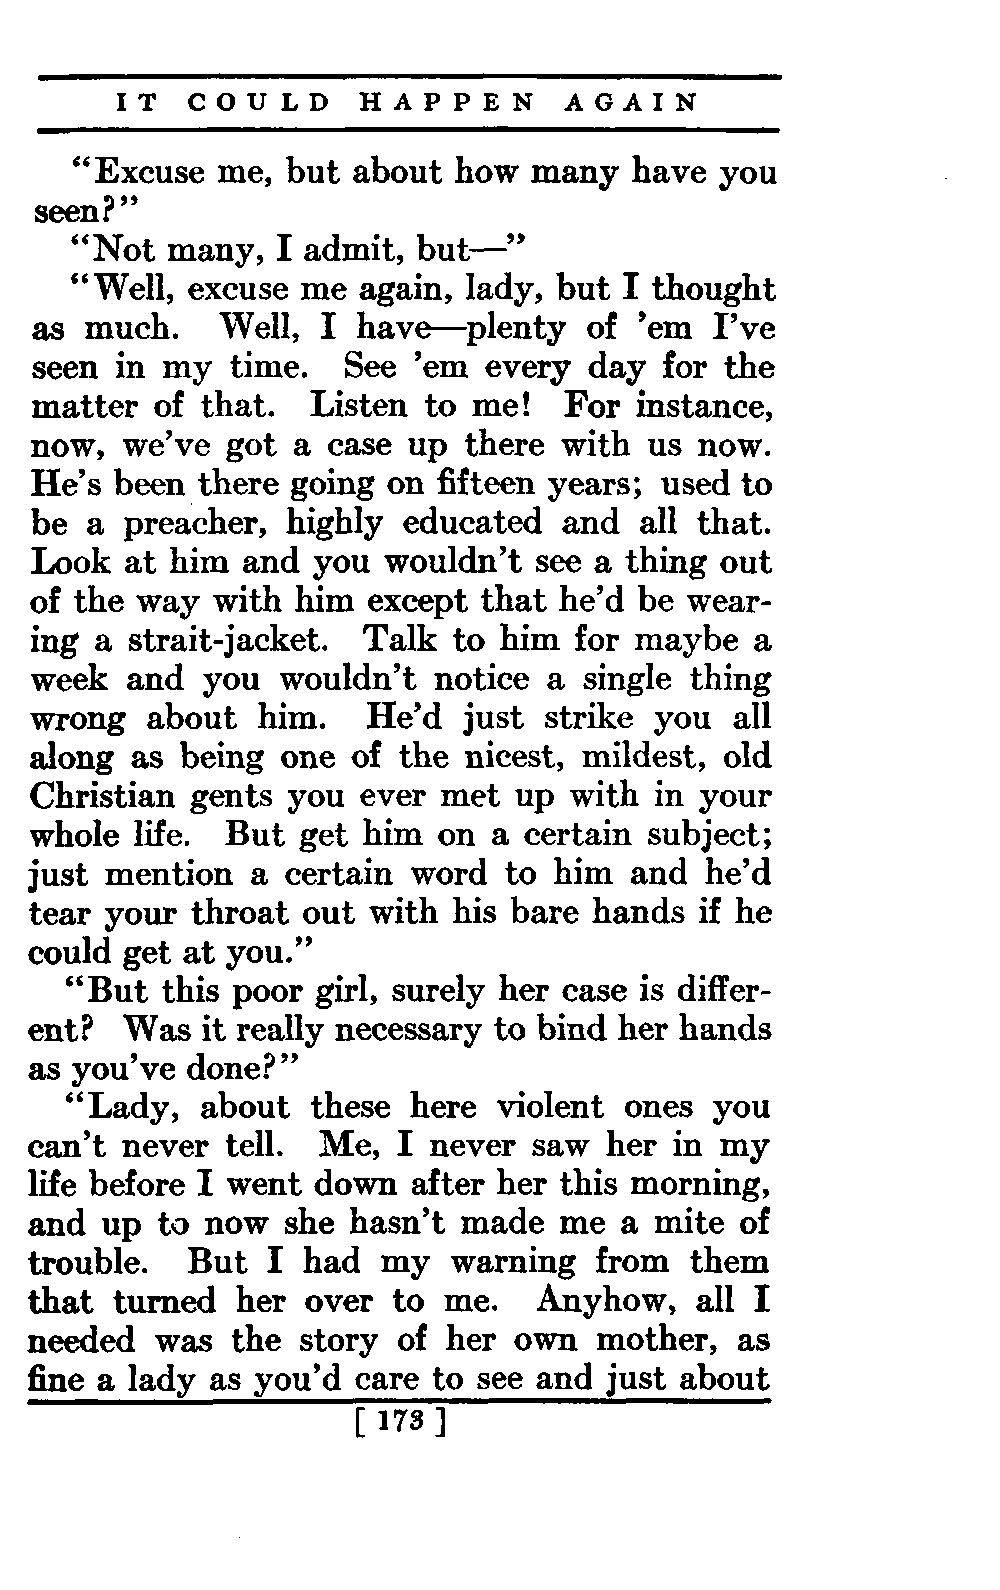 IT COULD HAPPEN AGAIN
“Excuse me, but about how many have you
seen?”
“Not many, I admit, but—”
“Well, excuse me again, lady, but I thought
as much. Well, I have—plenty of ’em I’ve
seen in my time. See ’em every day for the
matter of that. Listen to me! For instance,
now, we’ve got a case up there with us now.
He’s been there going on fifteen years; used to
be a preacher, highly educated and all that.
Look at him and you wouldn’t see a thing out
of the way with him except that he’d be wear-
ing a strait-jacket. Talk to him for maybe a
week and you wouldn’t notice a single thing
wrong about him. He’d just strike you all
along as being one of the nicest, mildest, old
Christian gents you ever met up with in your
whole life. But get him on a certain subject;
just mention a certain word to him and he’d
tear your throat out with his bare hands if he
could get at you.”
“But this poor girl, surely her case is differ-
ent? Was it really necessary to bind her hands
as you’ve done?”
“Lady, about these here violent ones you
can’t never tell. Me, I never saw her in my
life before I went down after her this morning,
and up to now she hasn’t made me a mite of
trouble. But I had my warning from them
that turned her over to me. Anyhow, all I
needed was the story of her own mother, as
fine a lady as you’d care to see and just about
[ 173 ]